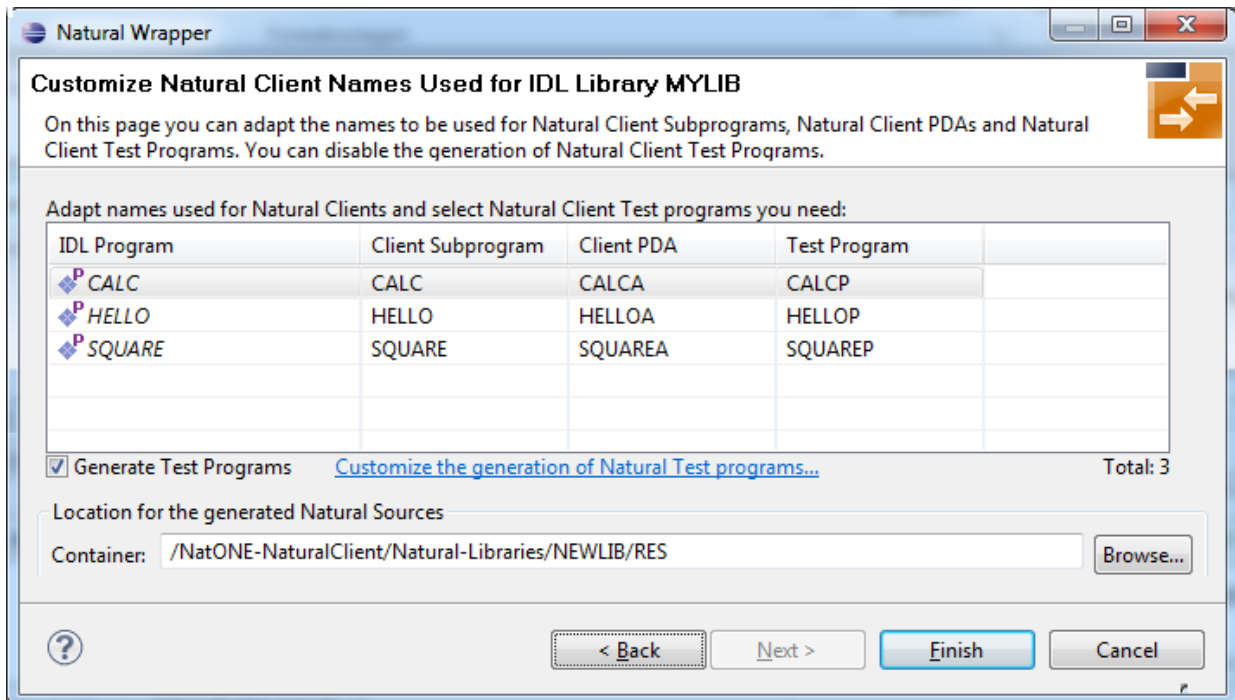 Natural Wrapper
Customize Natural Client Names Used for IDL Library MYLIB
On this page you can adapt the names to be used for Natural Client Subprograms, Natural Client PDAs and Natural
Client Test Programs. You can disable the generation of Natural Client Test Programs.
Adapt names used for Natural Clients and select Natural Client Test programs you need:
IDL Program Client Subprogram Client PDA Test Program
P CALC CALC CALCA CALCP
P HELLO HELLO HELLOA HELLOP
P SQUARE SQUARE SQUAREA SQUAREP
Generate Test Programs Customize the generation of Natural Test programs... Total: 3
Location for the generated Natural Sources
Container: /NatONE-NaturalClient/Natural-Libraries/NEWLIB/RES Browse...
? < Back Next > Finish Cancel